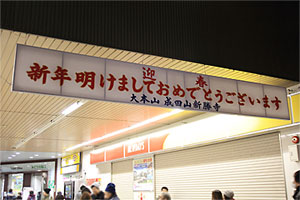 迎春
新年明けましておめでとうございます
大本山 成田山新勝寺